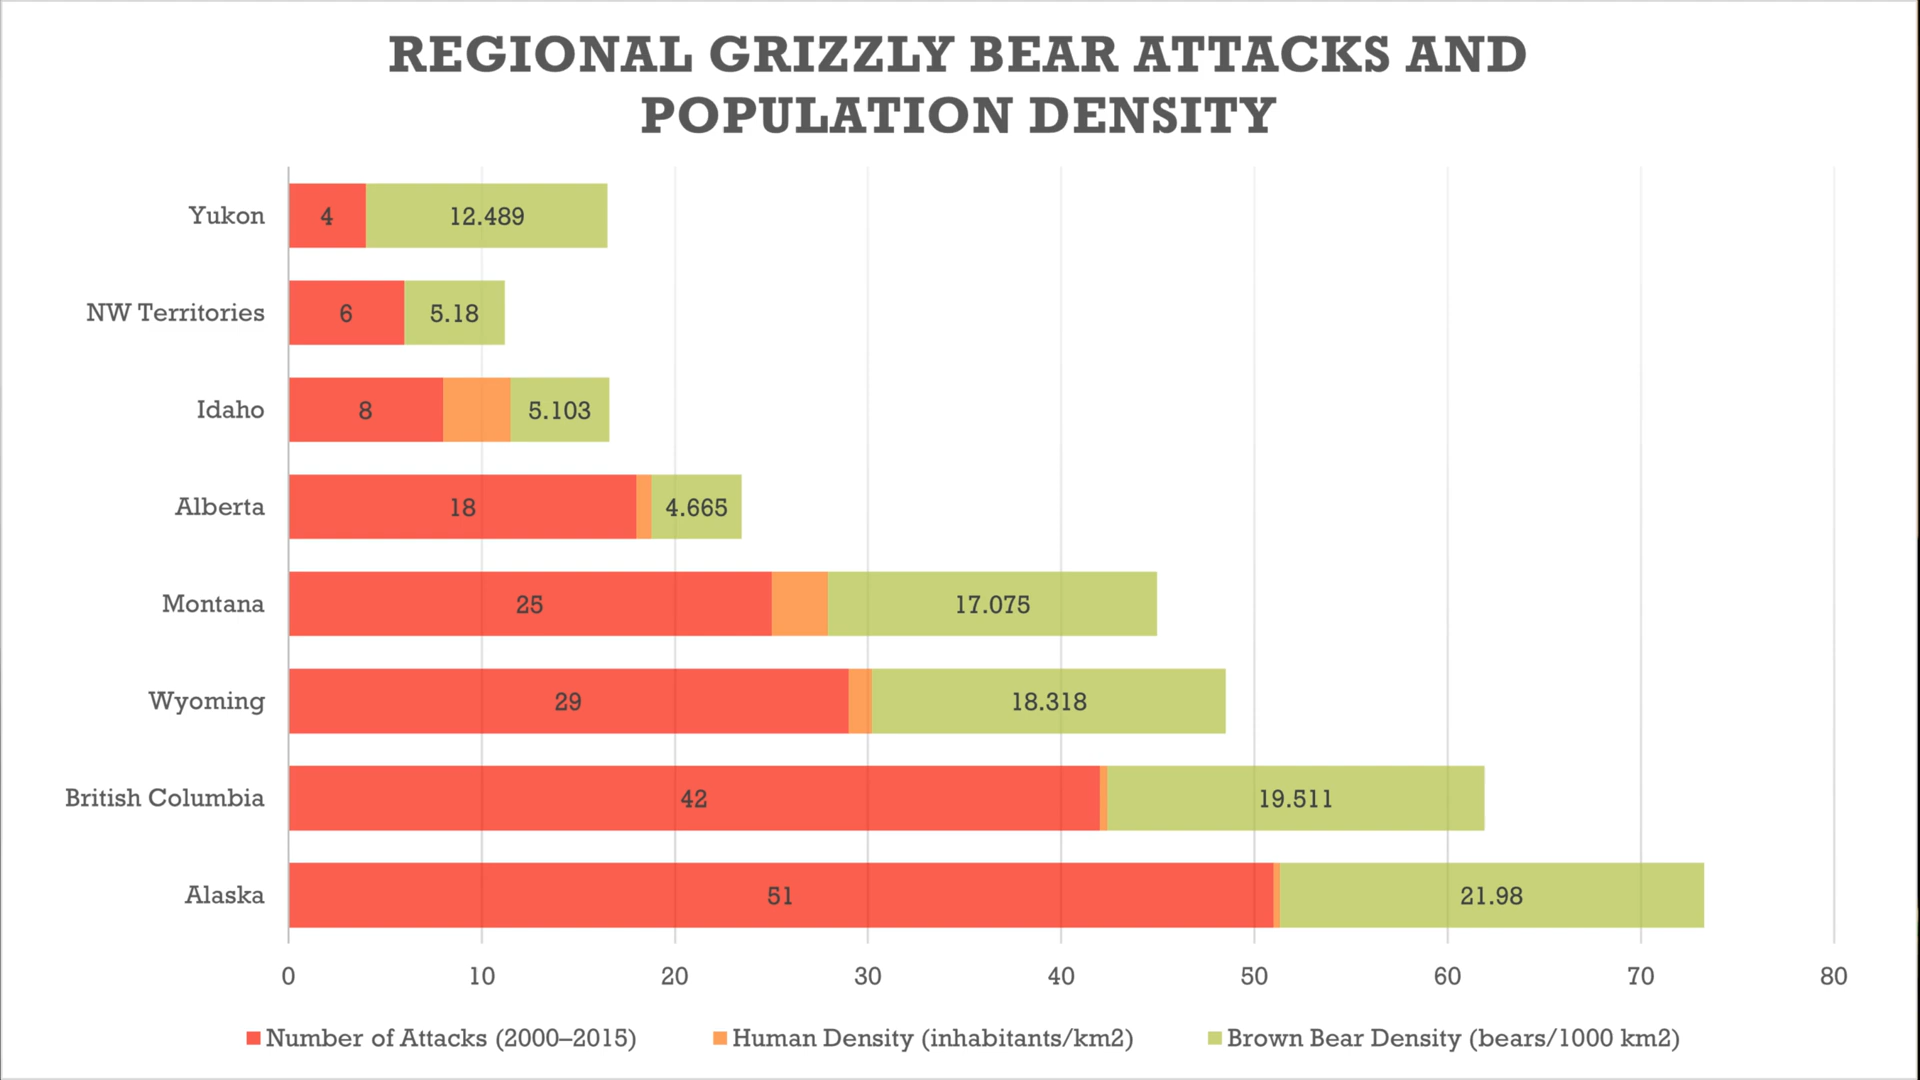 REGIONAL GRIZZLY BEAR ATTACKS AND
POPULATION DENSITY
Yukon 4 12.489
NW Territories 6 5.18
Idaho 8 5.103
Alberta 18 4.665
Montana 25 17.075
Wyoming 29 18.318
British Columbia 42 19.511
Alaska 51 21.98
0 10 20 30 40 50 60 70 80
Number of Attacks (2000–2015) Human Density (inhabitants/km2) Brown Bear Density (bears/1000 km2)